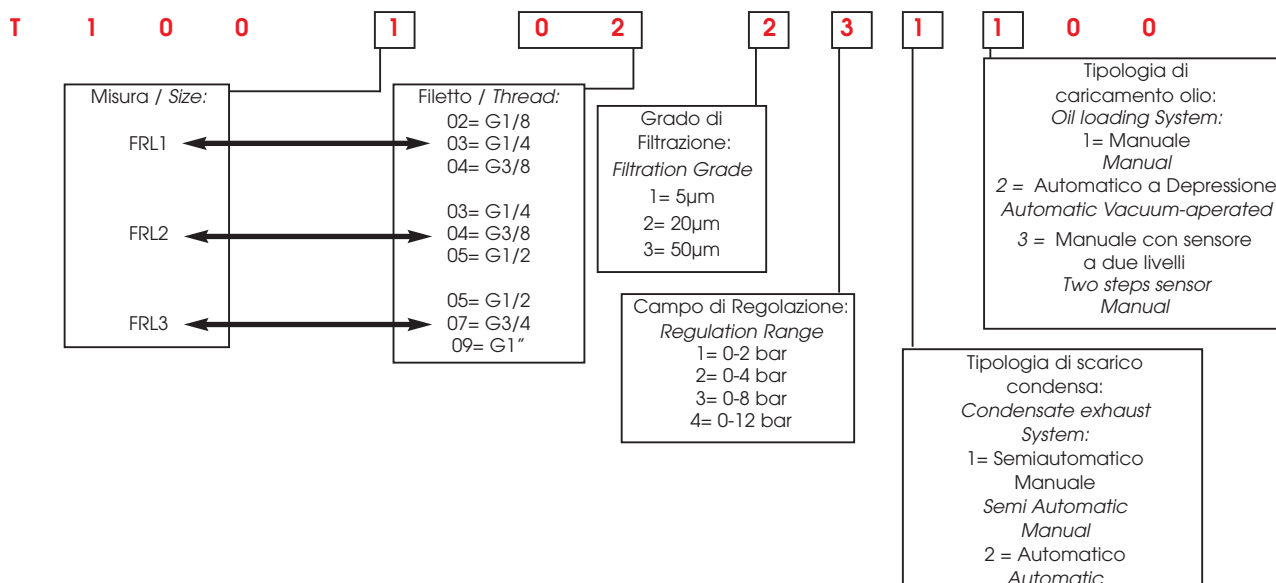 T 1 0 0 1 0 2 2 3 1 1 0 0
Misura / Size:
FRL1
FRL2
FRL3
Filetto / Thread:
02= G1/8
03= G1/4
04= G3/8
03= G1/4
04= G3/8
05= G1/2
05= G1/2
07= G3/4
09= G1"
Grado di
Filtrazione:
Filtration Grade
1= 5µm
2= 20µm
3= 50µm
Campo di Regolazione:
Regulation Range
1= 0-2 bar
2= 0-4 bar
3= 0-8 bar
4= 0-12 bar
Tipologia di
caricamento olio:
Oil loading System:
1= Manuale
Manual
2 = Automatico a Depressione
Automatic Vacuum-aperated
3 = Manuale con sensore
a due livelli
Two steps sensor
Manual
Tipologia di scarico
condensa:
Condensate exhaust
System:
1= Semiautomatico
Manuale
Semi Automatic
Manual
2 = Automatico
Automatic